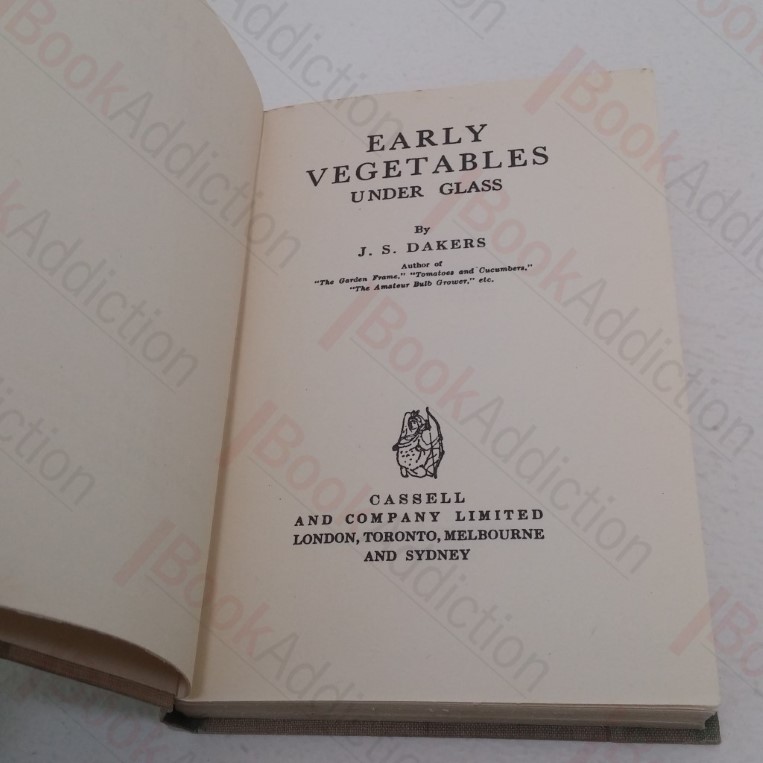 EARLY
VEGETABLES
UNDER GLASS
By
J. S. DAKERS
Author of
"The Garden Frame," "Tomatoes and Cucumbers,"
"The Amateur Bulb Grower," etc.
CASSELL
AND COMPANY LIMITED
LONDON, TORONTO, MELBOURNE
AND SYDNEY
BookAddiction